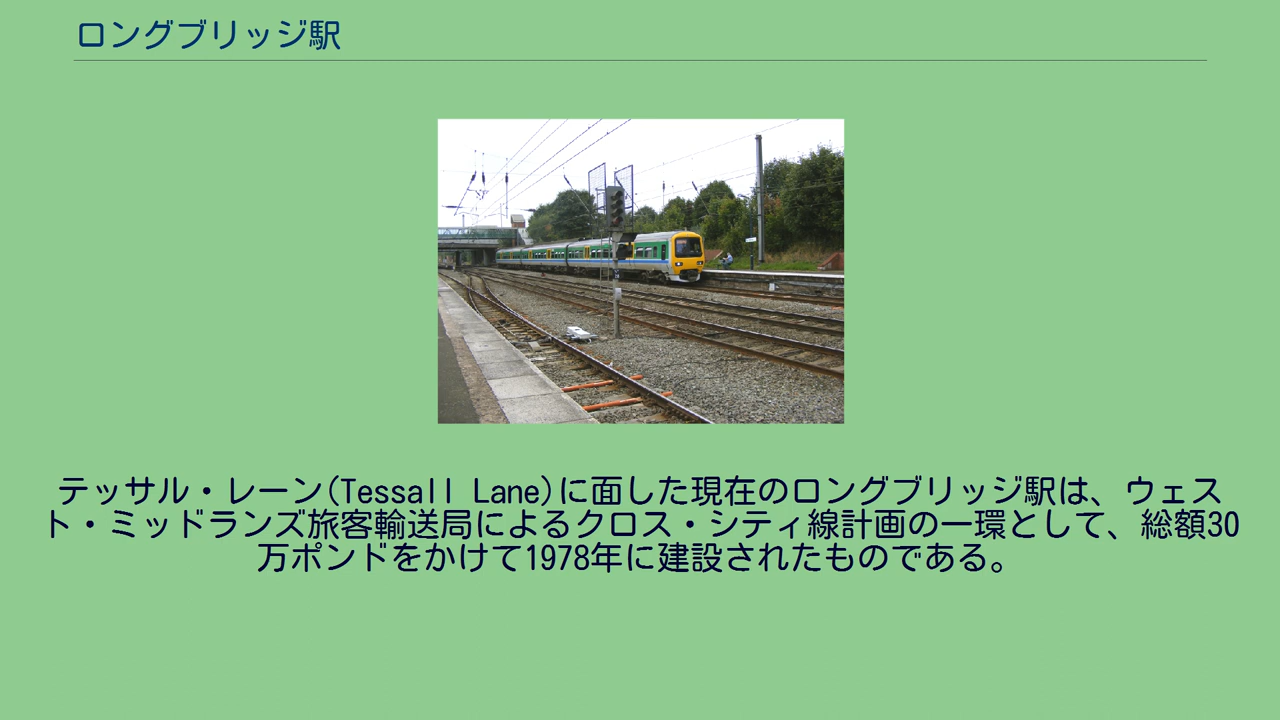 ロングブリッジ駅
テッサル・レーン(Tessall Lane)に面した現在のロングブリッジ駅は、ウェス
ト・ミッドランズ旅客輸送局によるクロス・シティ線計画の一環として、総額30
万ポンドをかけて1978年に建設されたものである。